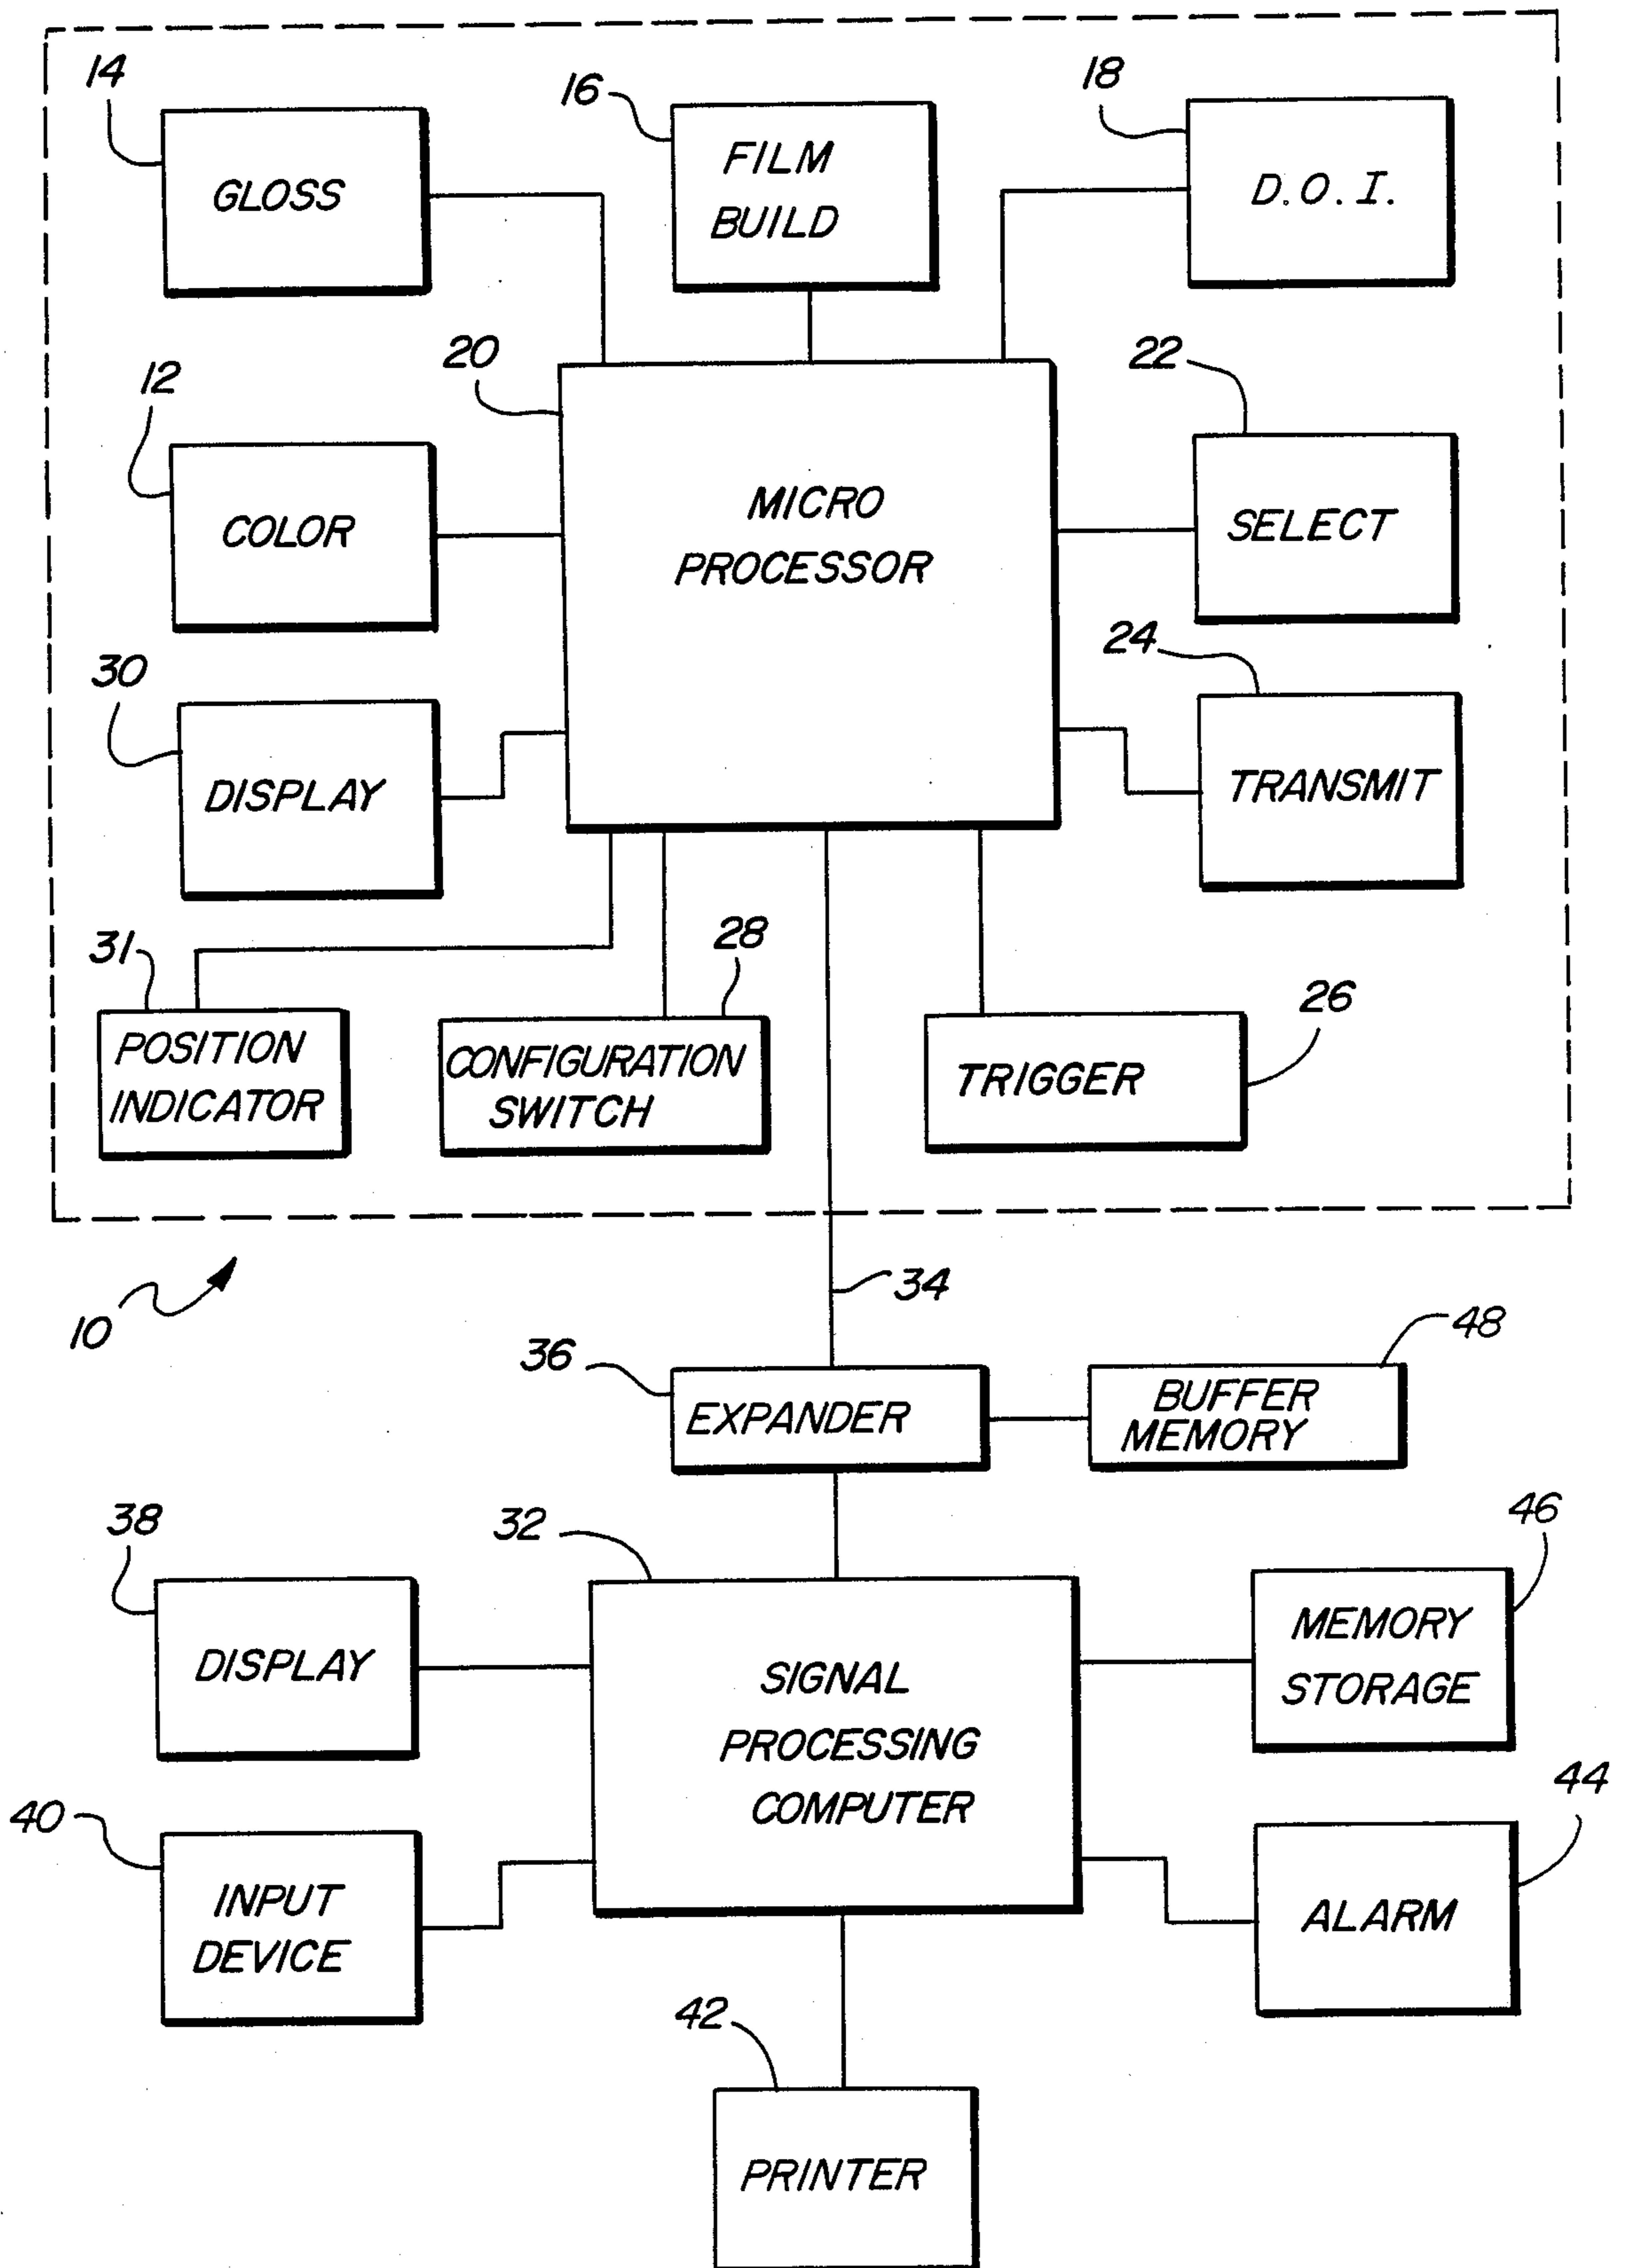 14
GLOSS
16
FILM
BUILD
18
D.O.I.
12
COLOR
20
MICRO
PROCESSOR
22
SELECT
30
DISPLAY
24
TRANSMIT
31
POSITION
INDICATOR
28
CONFIGURATION
SWITCH
26
TRIGGER
10
34
36
EXPANDER
48
BUFFER
MEMORY
38
DISPLAY
32
SIGNAL
PROCESSING
COMPUTER
46
MEMORY
STORAGE
40
INPUT
DEVICE
44
ALARM
42
PRINTER